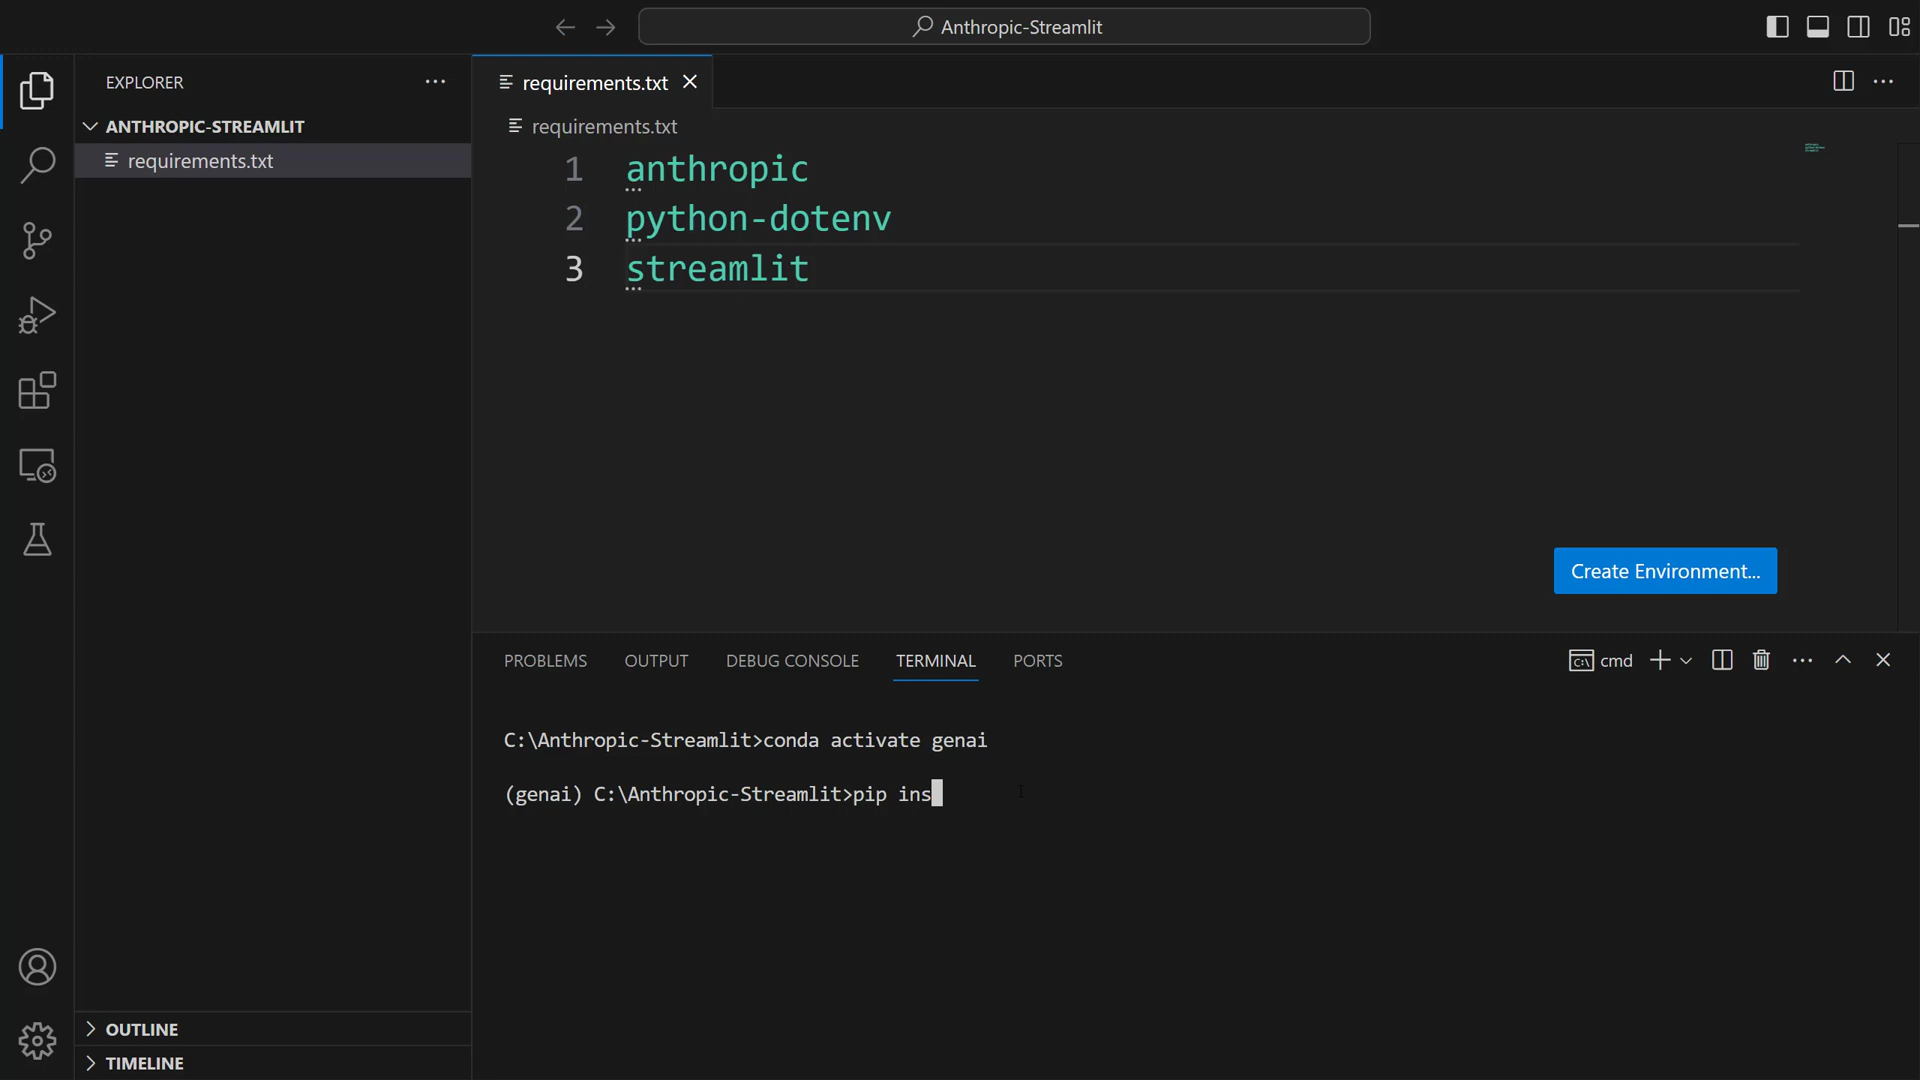 Anthropic-Streamlit
EXPLORER
ANTHROPIC-STREAMLIT
requirements.txt
OUTLINE
TIMELINE
requirements.txt
requirements.txt
1 anthropic
2 python-dotenv
3 streamlit
Create Environment...
PROBLEMS OUTPUT DEBUG CONSOLE TERMINAL PORTS
cmd
C:\Anthropic-Streamlit>conda activate genai
(genai) C:\Anthropic-Streamlit>pip ins